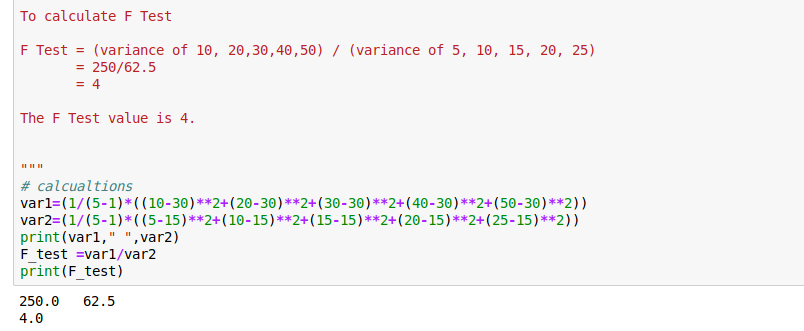 To calculate F Test
F Test = (variance of 10, 20,30,40,50) / (variance of 5, 10, 15, 20, 25)
= 250/62.5
= 4
The F Test value is 4.
"""
# calcualtions
var1=(1/(5-1)*((10-30)**2+(20-30)**2+(30-30)**2+(40-30)**2+(50-30)**2))
var2=(1/(5-1)*((5-15)**2+(10-15)**2+(15-15)**2+(20-15)**2+(25-15)**2))
print(var1," ",var2)
F_test =var1/var2
print(F_test)
250.0   62.5
4.0